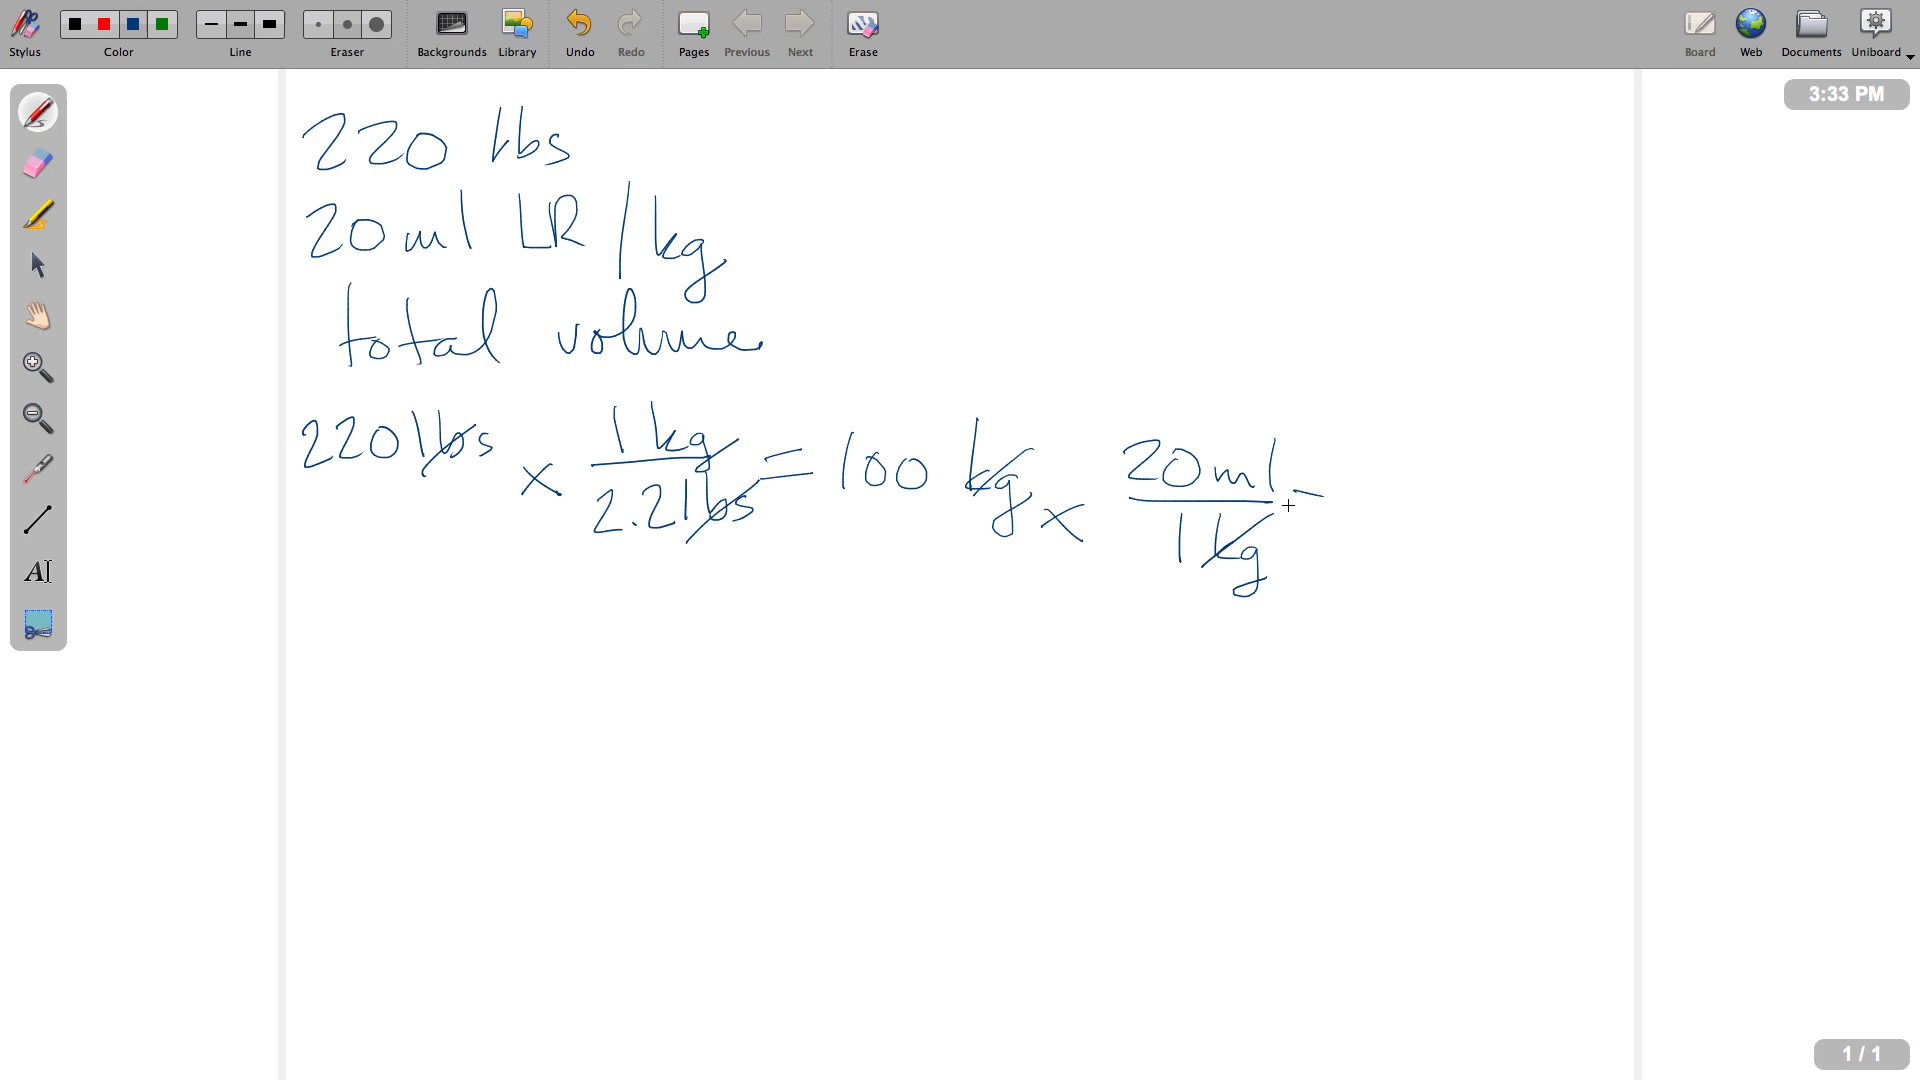 Stylus Color Line Eraser Backgrounds Library Undo Redo Pages Previous Next Erase Board Web Documents Uniboard
3:33 PM
220 lbs
20ml LR / kg
total volume
220 lbs x 1 kg / 2.2 lbs = 100 kg x 20 ml / 1 kg -
AI
1 / 1